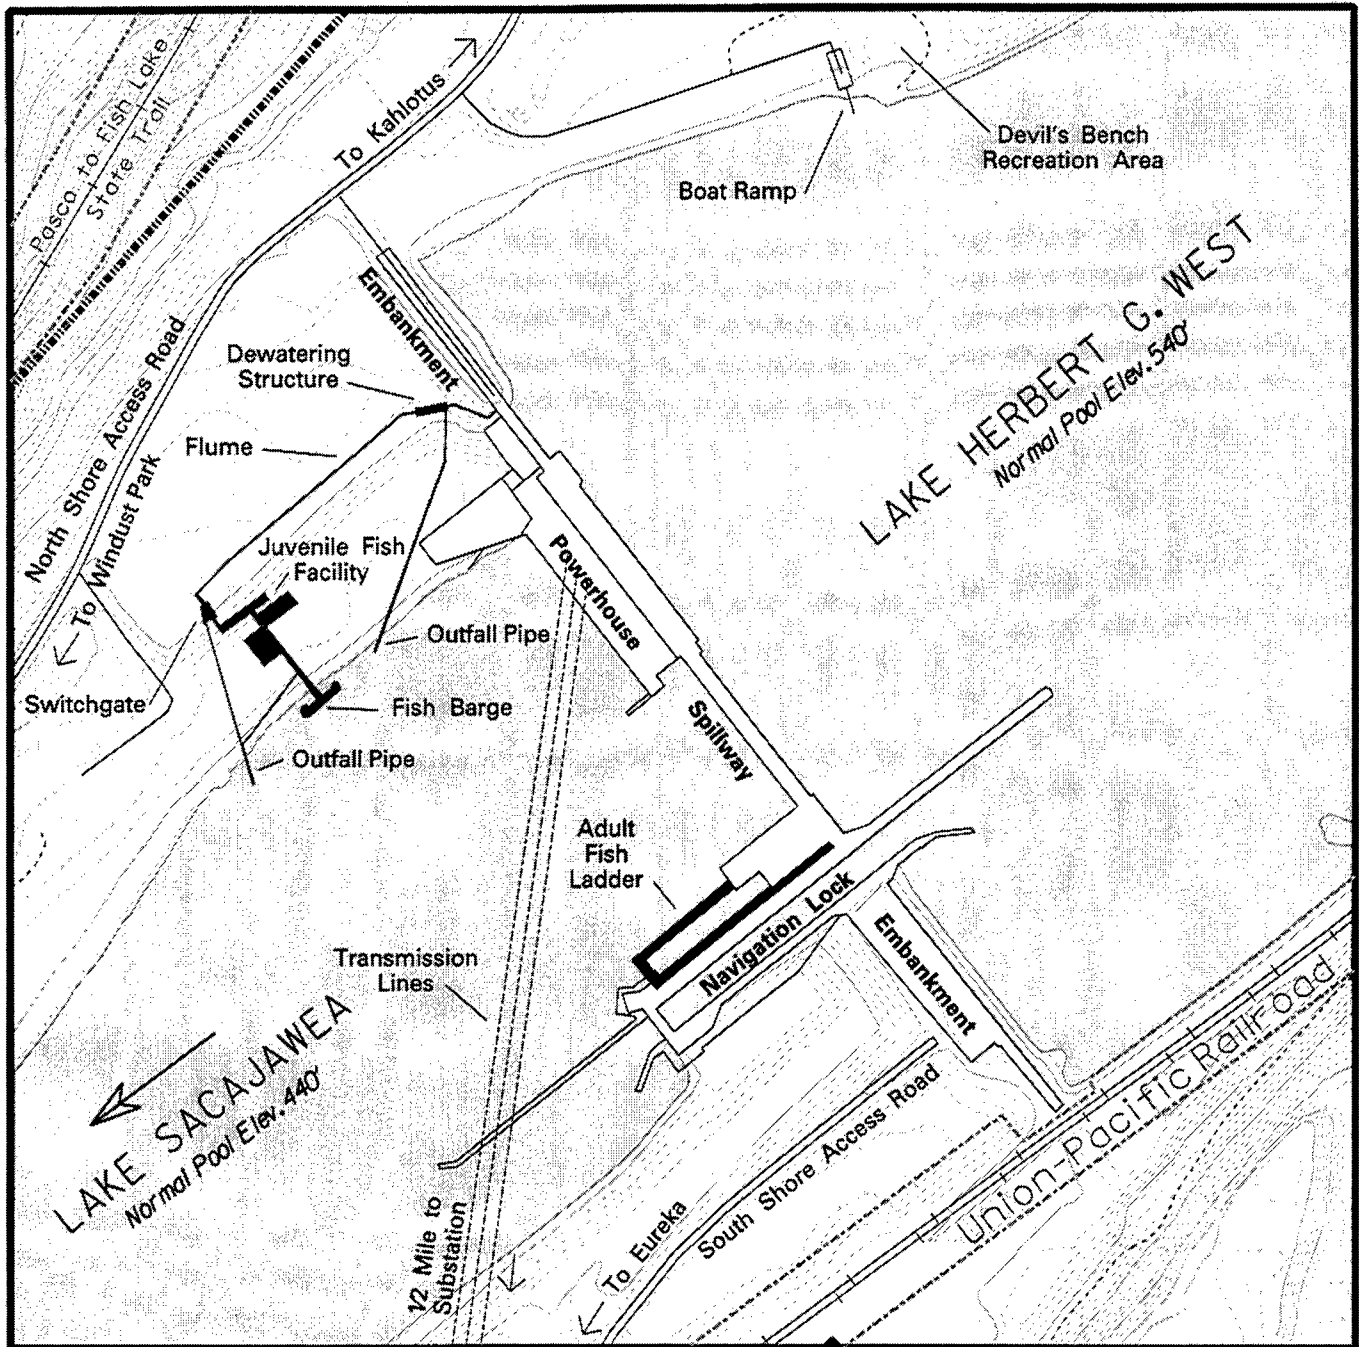 Pasco to Fish Lake
State Trail
To Kahlotus
Devil's Bench
Recreation Area
Boat Ramp
LAKE HERBERT G. WEST
Normal Pool Elev. 540'
Embankment
Dewatering
Structure
North Shore Access Road
Flume
To Windust Park
Juvenile Fish
Facility
Powerhouse
Outfall Pipe
Switchgate
Fish Barge
Spillway
Outfall Pipe
Adult
Fish
Ladder
Navigation Lock
Embankment
Transmission
Lines
LAKE SACAJAWEA
Normal Pool Elev. 440'
Union-Pacific Railroad
South Shore Access Road
To Eureka
1/2 Mile to
Substation